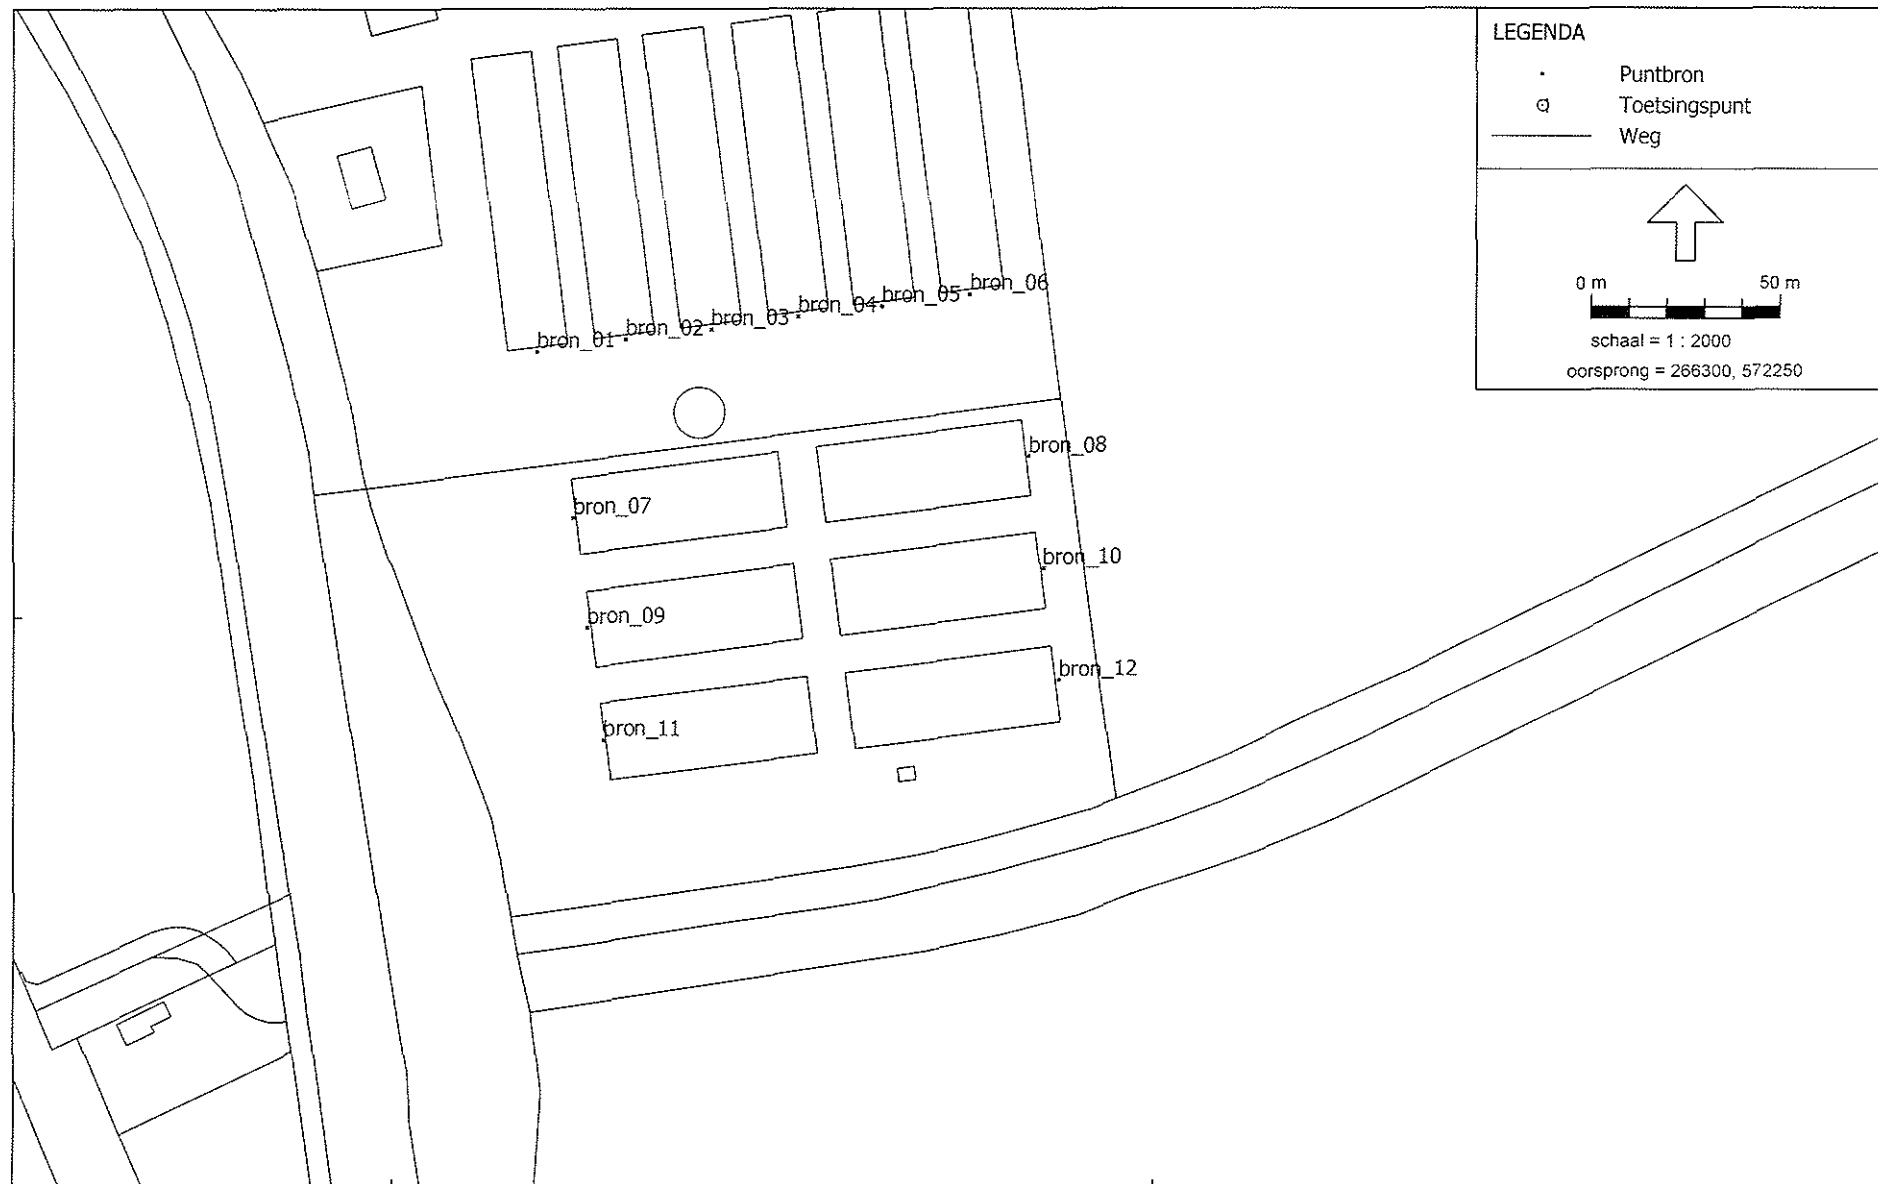 LEGENDA
Puntbron
Toetsingspunt
Weg
0 m 50 m
schaal = 1 : 2000
oorsprong = 266300, 572250
bron_06
bron_05
bron_04
bron_03
bron_02
bron_01
bron_08
bron_07
bron_10
bron_09
bron_12
bron_11